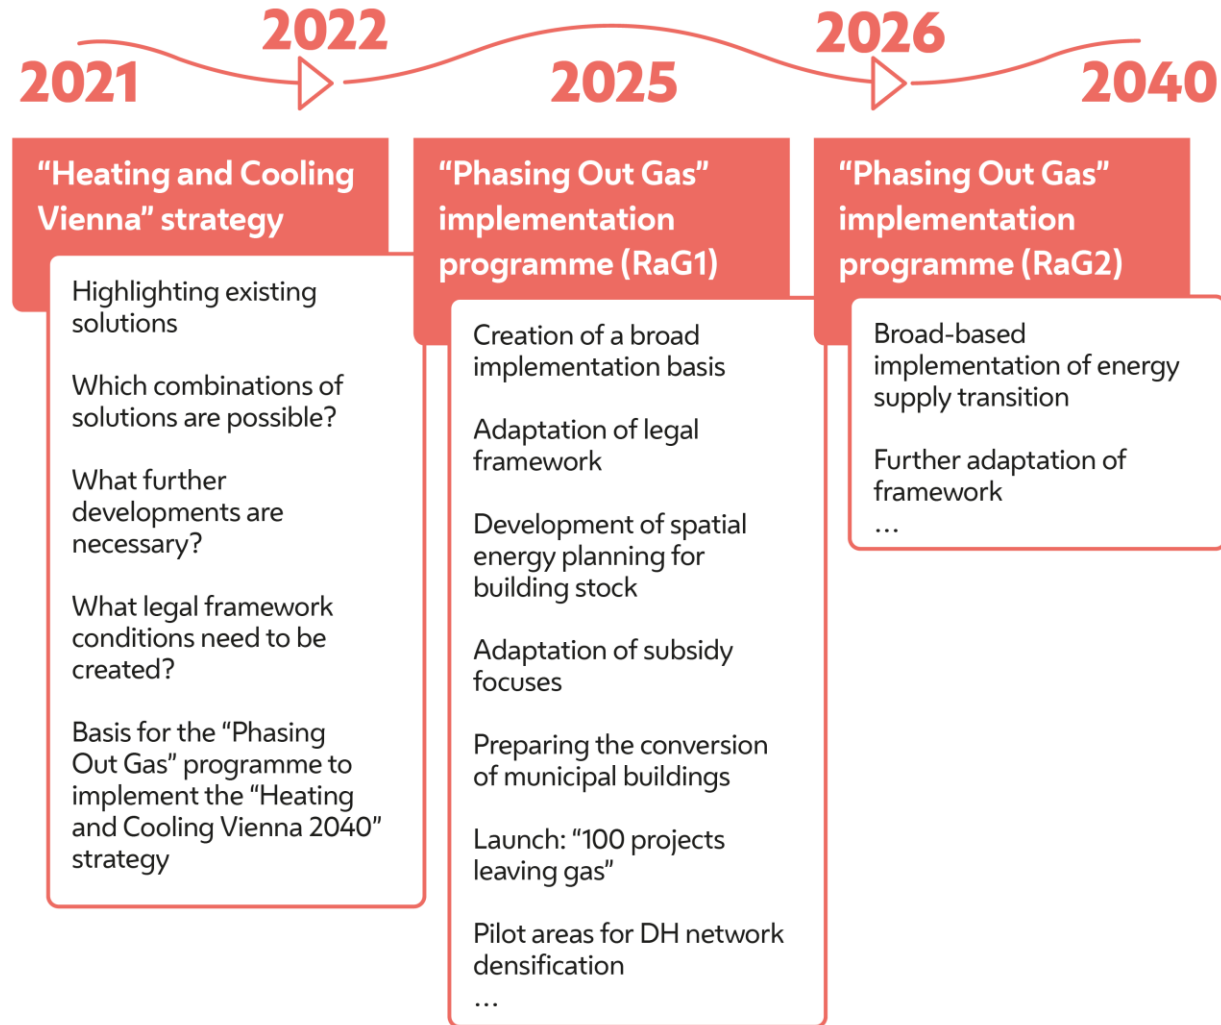 2021
2022
2025
2026
2040
“Heating and Cooling
Vienna” strategy
Highlighting existing
solutions
Which combinations of
solutions are possible?
What further
developments are
necessary?
What legal framework
conditions need to be
created?
Basis for the “Phasing
Out Gas” programme to
implement the “Heating
and Cooling Vienna 2040”
strategy
“Phasing Out Gas”
implementation
programme (RaG1)
Creation of a broad
implementation basis
Adaptation of legal
framework
Development of spatial
energy planning for
building stock
Adaptation of subsidy
focuses
Preparing the conversion
of municipal buildings
Launch: “100 projects
leaving gas”
Pilot areas for DH network
densification
...
“Phasing Out Gas”
implementation
programme (RaG2)
Broad-based
implementation of energy
supply transition
Further adaptation of
framework
...